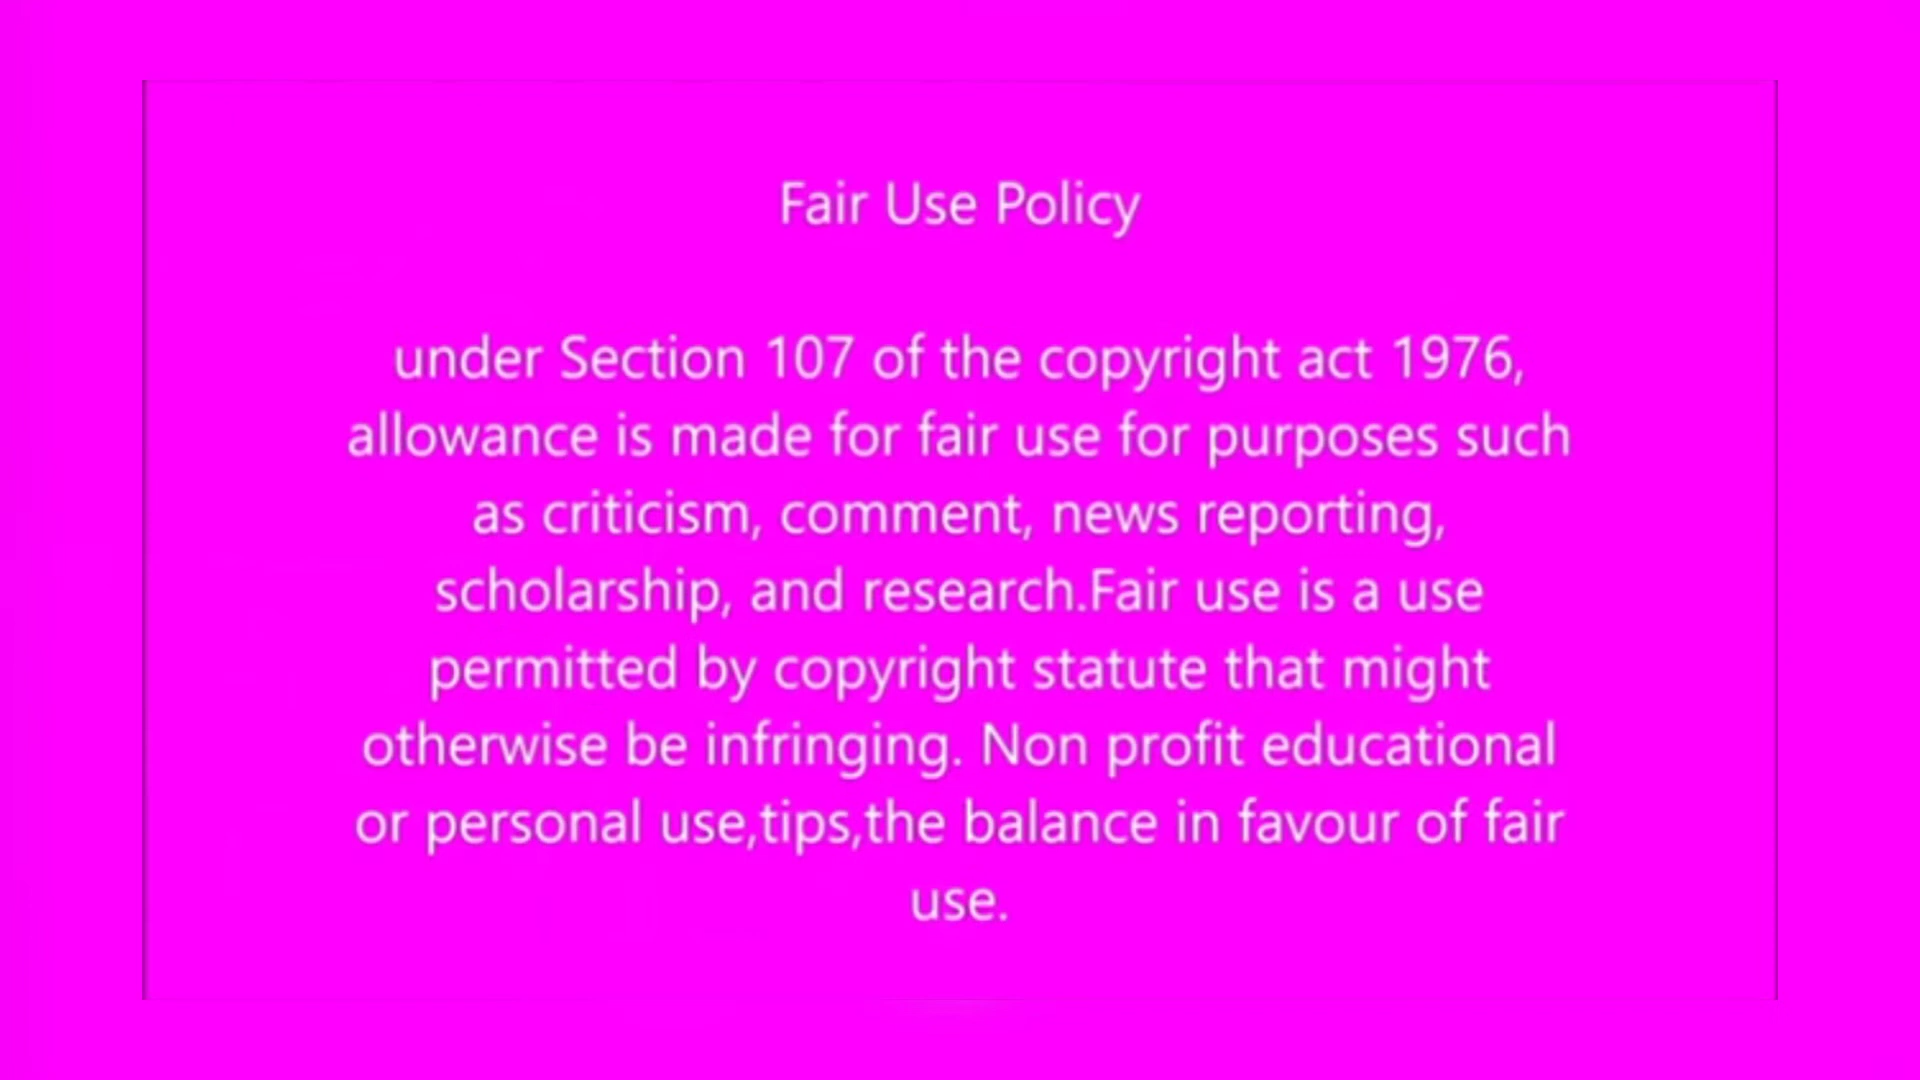 Fair Use Policy
under Section 107 of the copyright act 1976,
allowance is made for fair use for purposes such
as criticism, comment, news reporting,
scholarship, and research.Fair use is a use
permitted by copyright statute that might
otherwise be infringing. Non profit educational
or personal use,tips,the balance in favour of fair
use.